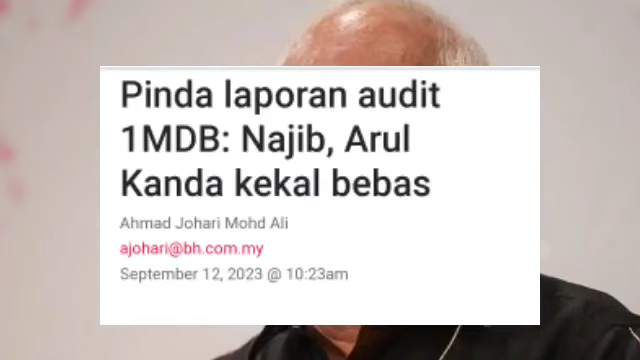 Pinda laporan audit
1MDB: Najib, Arul
Kanda kekal bebas
Ahmad Johari Mohd Ali
ajohari@bh.com.my
September 12, 2023 @ 10:23am